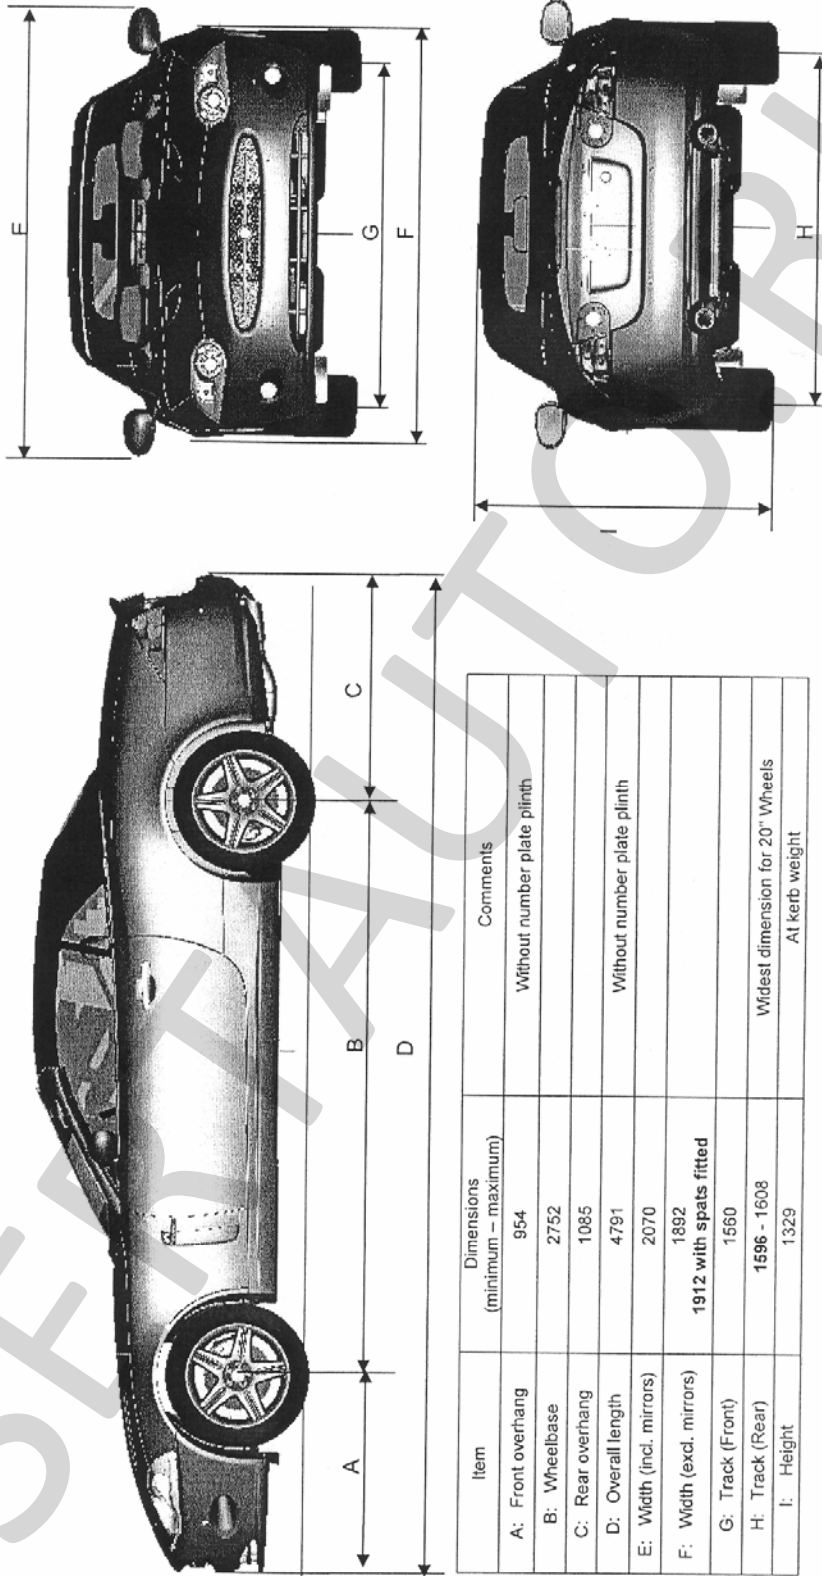 E
G
F
H
I
A
B
C
D
Item
Dimensions
(minimum – maximum)
Comments
A: Front overhang
954
Without number plate plinth
B: Wheelbase
2752
C: Rear overhang
1085
D: Overall length
4791
Without number plate plinth
E: Width (incl. mirrors)
2070
F: Width (excl. mirrors)
1892
1912 with spats fitted
G: Track (Front)
1560
H: Track (Rear)
1596 - 1608
Widest dimension for 20" Wheels
I: Height
1329
At kerb weight
SERTAUTO.RU